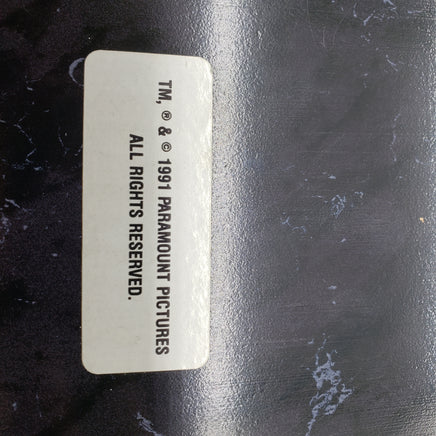 TM, ® & © 1991 PARAMOUNT PICTURES
ALL RIGHTS RESERVED.